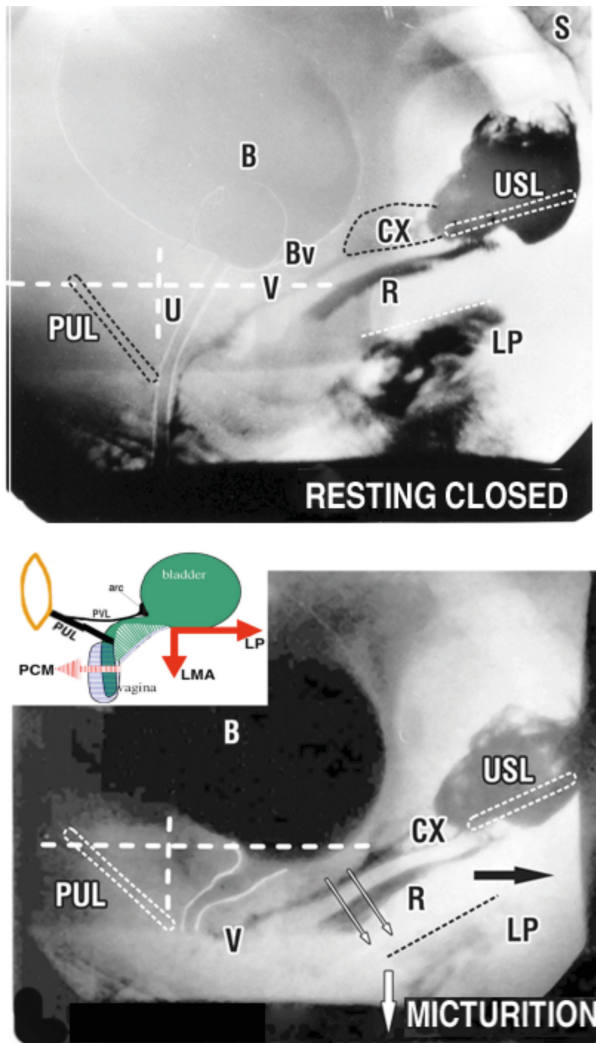 S
B
USL
CX
Bv
V
U
R
PUL
LP
RESTING CLOSED
bladder
arc
PVL
PUL
LP
PCM
LMA
vagina
B
USL
CX
PUL
R
V
LP
MICTURITION